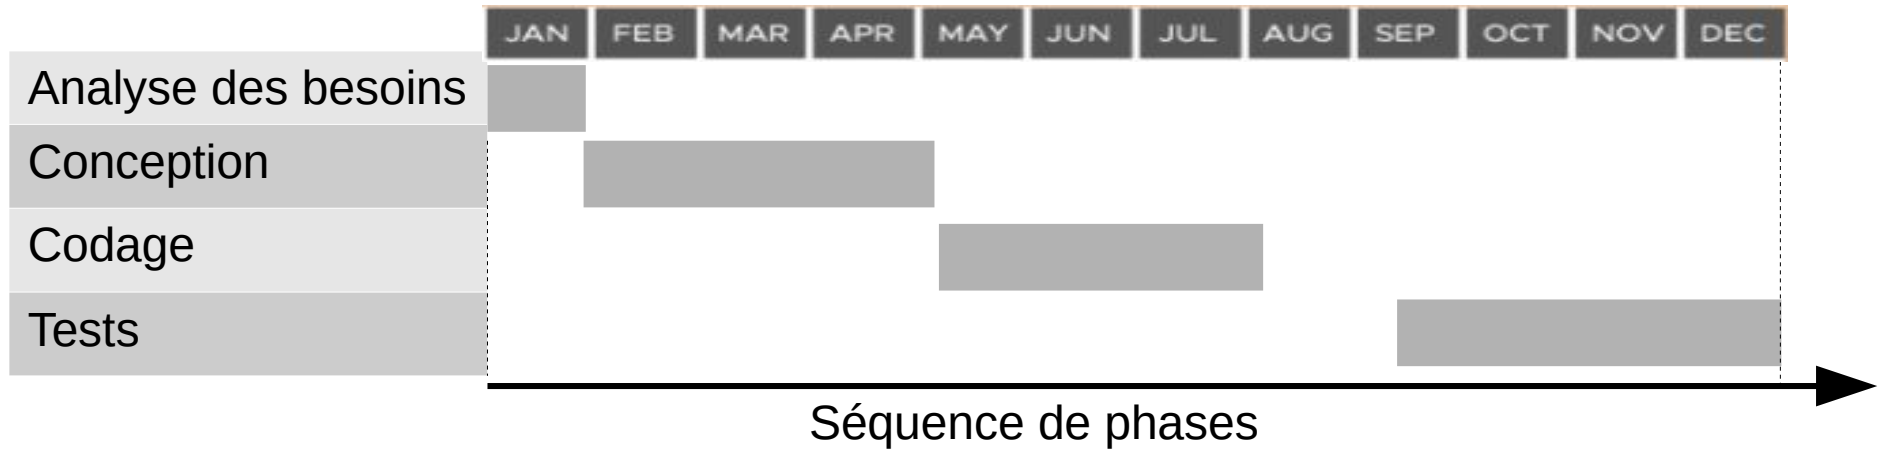 JAN FEB MAR APR MAY JUN JUL AUG SEP OCT NOV DEC
Analyse des besoins
Conception
Codage
Tests
Séquence de phases